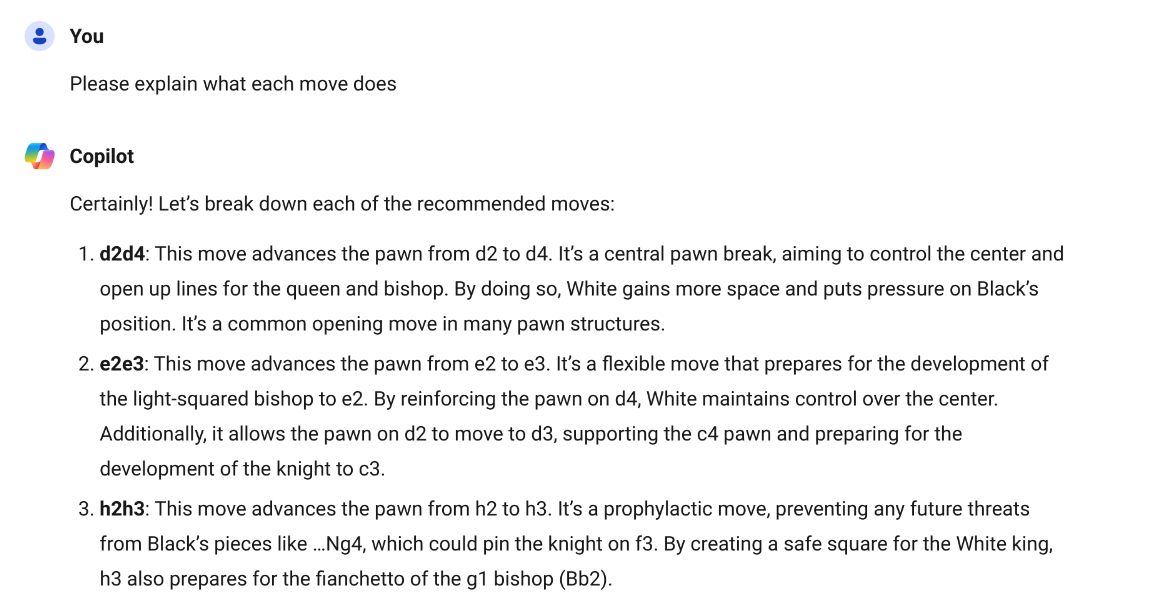 You
Please explain what each move does
Copilot
Certainly! Let’s break down each of the recommended moves:
1. d2d4: This move advances the pawn from d2 to d4. It’s a central pawn break, aiming to control the center and
open up lines for the queen and bishop. By doing so, White gains more space and puts pressure on Black’s
position. It’s a common opening move in many pawn structures.
2. e2e3: This move advances the pawn from e2 to e3. It’s a flexible move that prepares for the development of
the light-squared bishop to e2. By reinforcing the pawn on d4, White maintains control over the center.
Additionally, it allows the pawn on d2 to move to d3, supporting the c4 pawn and preparing for the
development of the knight to c3.
3. h2h3: This move advances the pawn from h2 to h3. It’s a prophylactic move, preventing any future threats
from Black’s pieces like …Ng4, which could pin the knight on f3. By creating a safe square for the White king,
h3 also prepares for the fianchetto of the g1 bishop (Bb2).